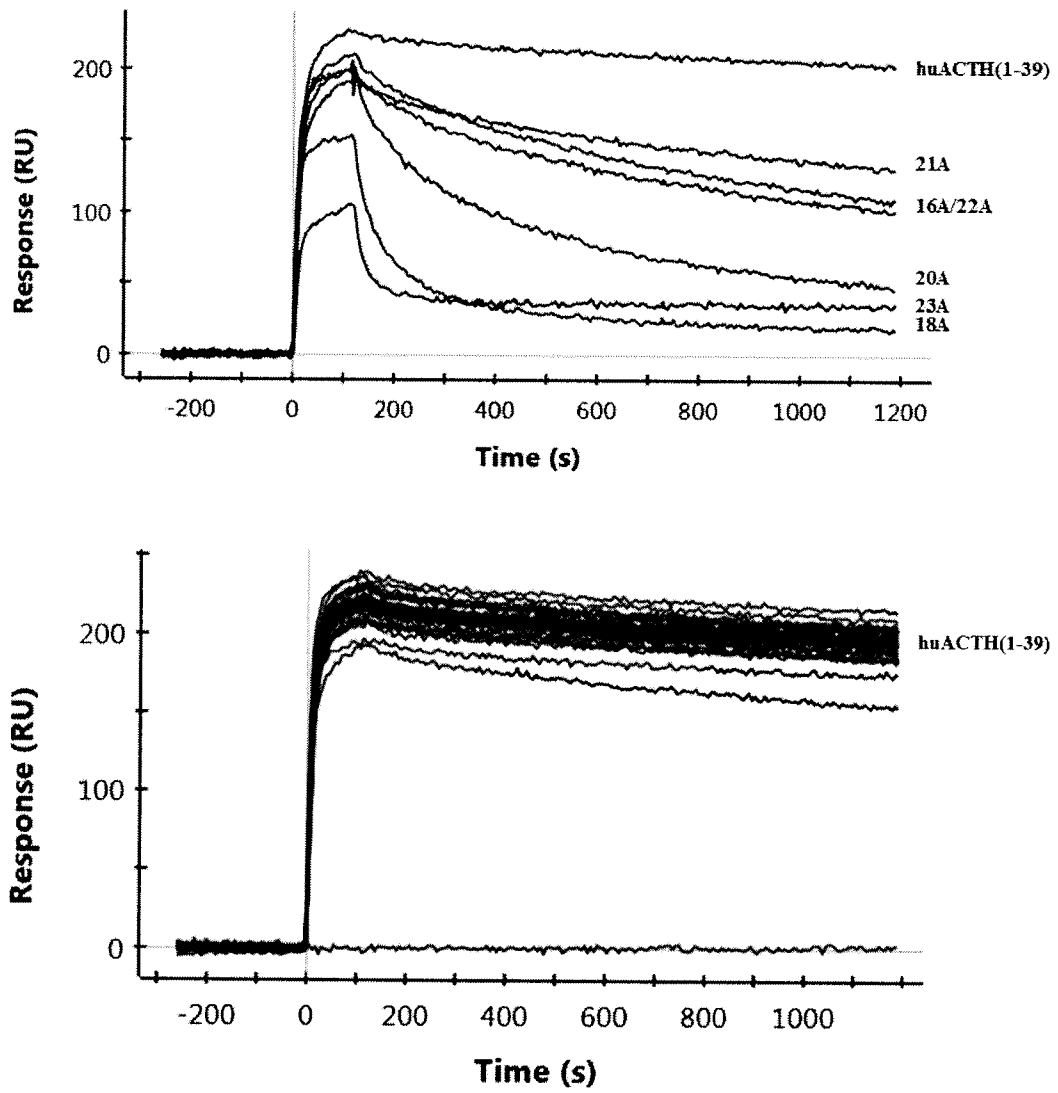 Response (RU)
200
100
0
huACTH(1-39)
21A
16A/22A
20A
23A
18A
-200 0 200 400 600 800 1000 1200
Time (s)
Response (RU)
200
100
0
huACTH(1-39)
-200 0 200 400 600 800 1000
Time (s)